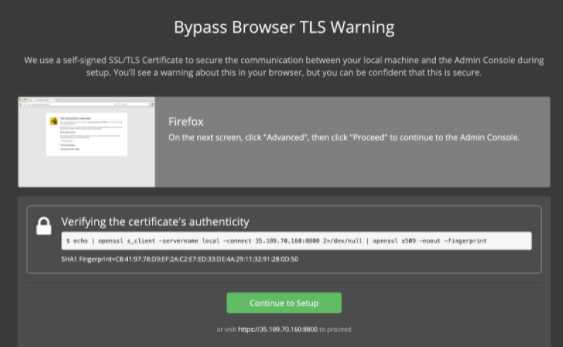 Bypass Browser TLS Warning
We use a self-signed SSL/TLS Certificate to secure the communication between your local machine and the Admin Console during
setup. You'll see a warning about this in your browser, but you can be confident that this is secure.
Firefox
On the next screen, click "Advanced", then click "Proceed" to continue to the Admin Console.
Verifying the certificate's authenticity
$ echo | openssl s_client -servername local -connect 35.189.70.160:8800 2>/dev/null | openssl x509 -noout -fingerprint
SHA1 Fingerprint=C8:41:97:78:D9:EF:2A:C2:E7:ED:33:DE:4A:29:11:32:91:28:0D:50
Continue to Setup
or visit https://35.189.70.160:8800 to proceed